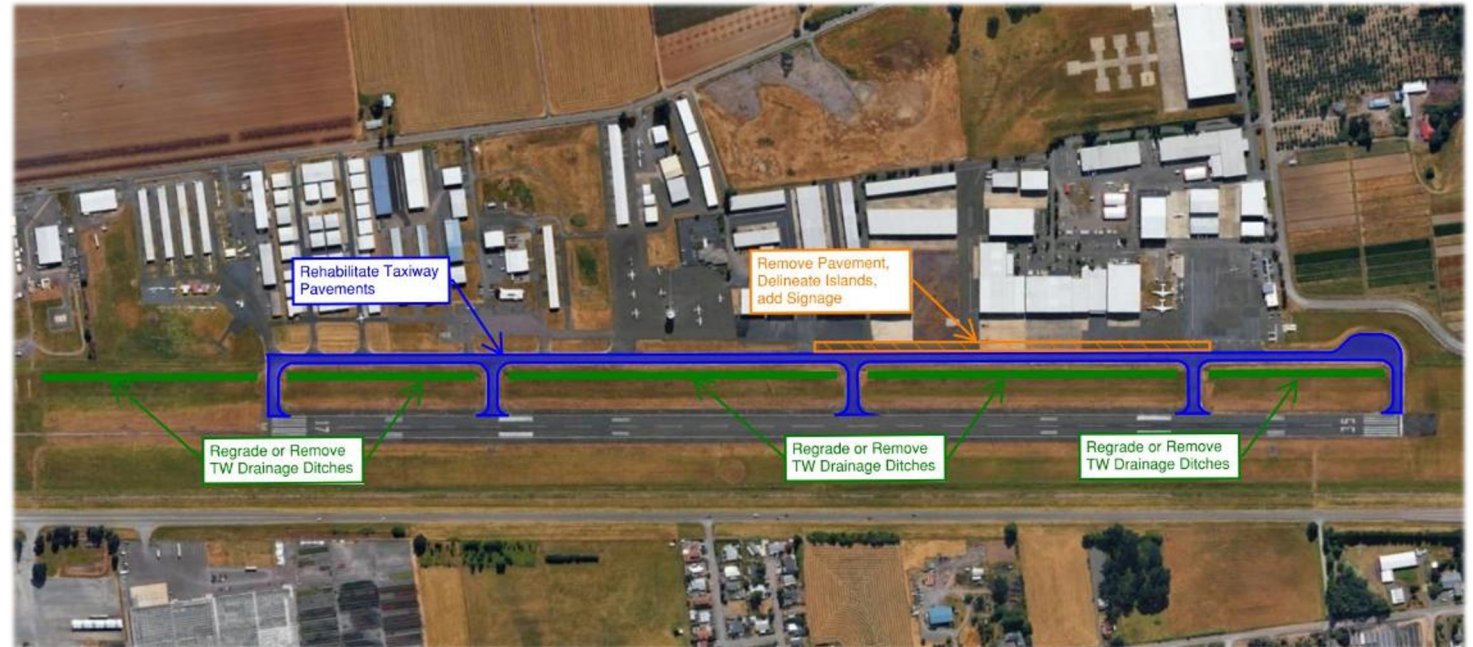 Rehabilitate Taxiway
Pavements
Remove Pavement,
Delineate Islands,
add Signage
17
35
Regrade or Remove
TW Drainage Ditches
Regrade or Remove
TW Drainage Ditches
Regrade or Remove
TW Drainage Ditches